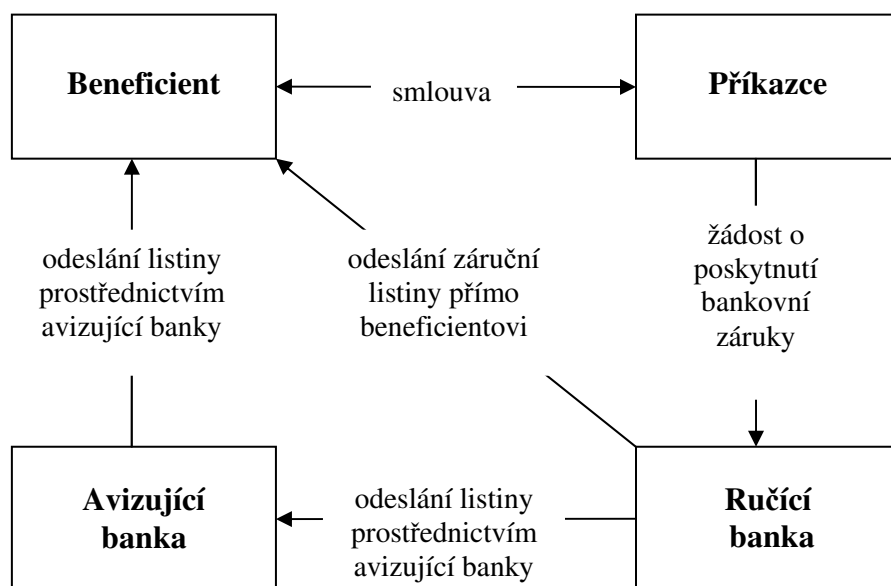 Beneficient
smlouva
Příkazce
odeslání listiny
prostřednictvím
avizující banky
odeslání záruční
listiny přímo
beneficientovi
žádost o
poskytnutí
bankovní
záruky
Avizující
banka
odeslání listiny
prostřednictvím
avizující banky
Ručící
banka